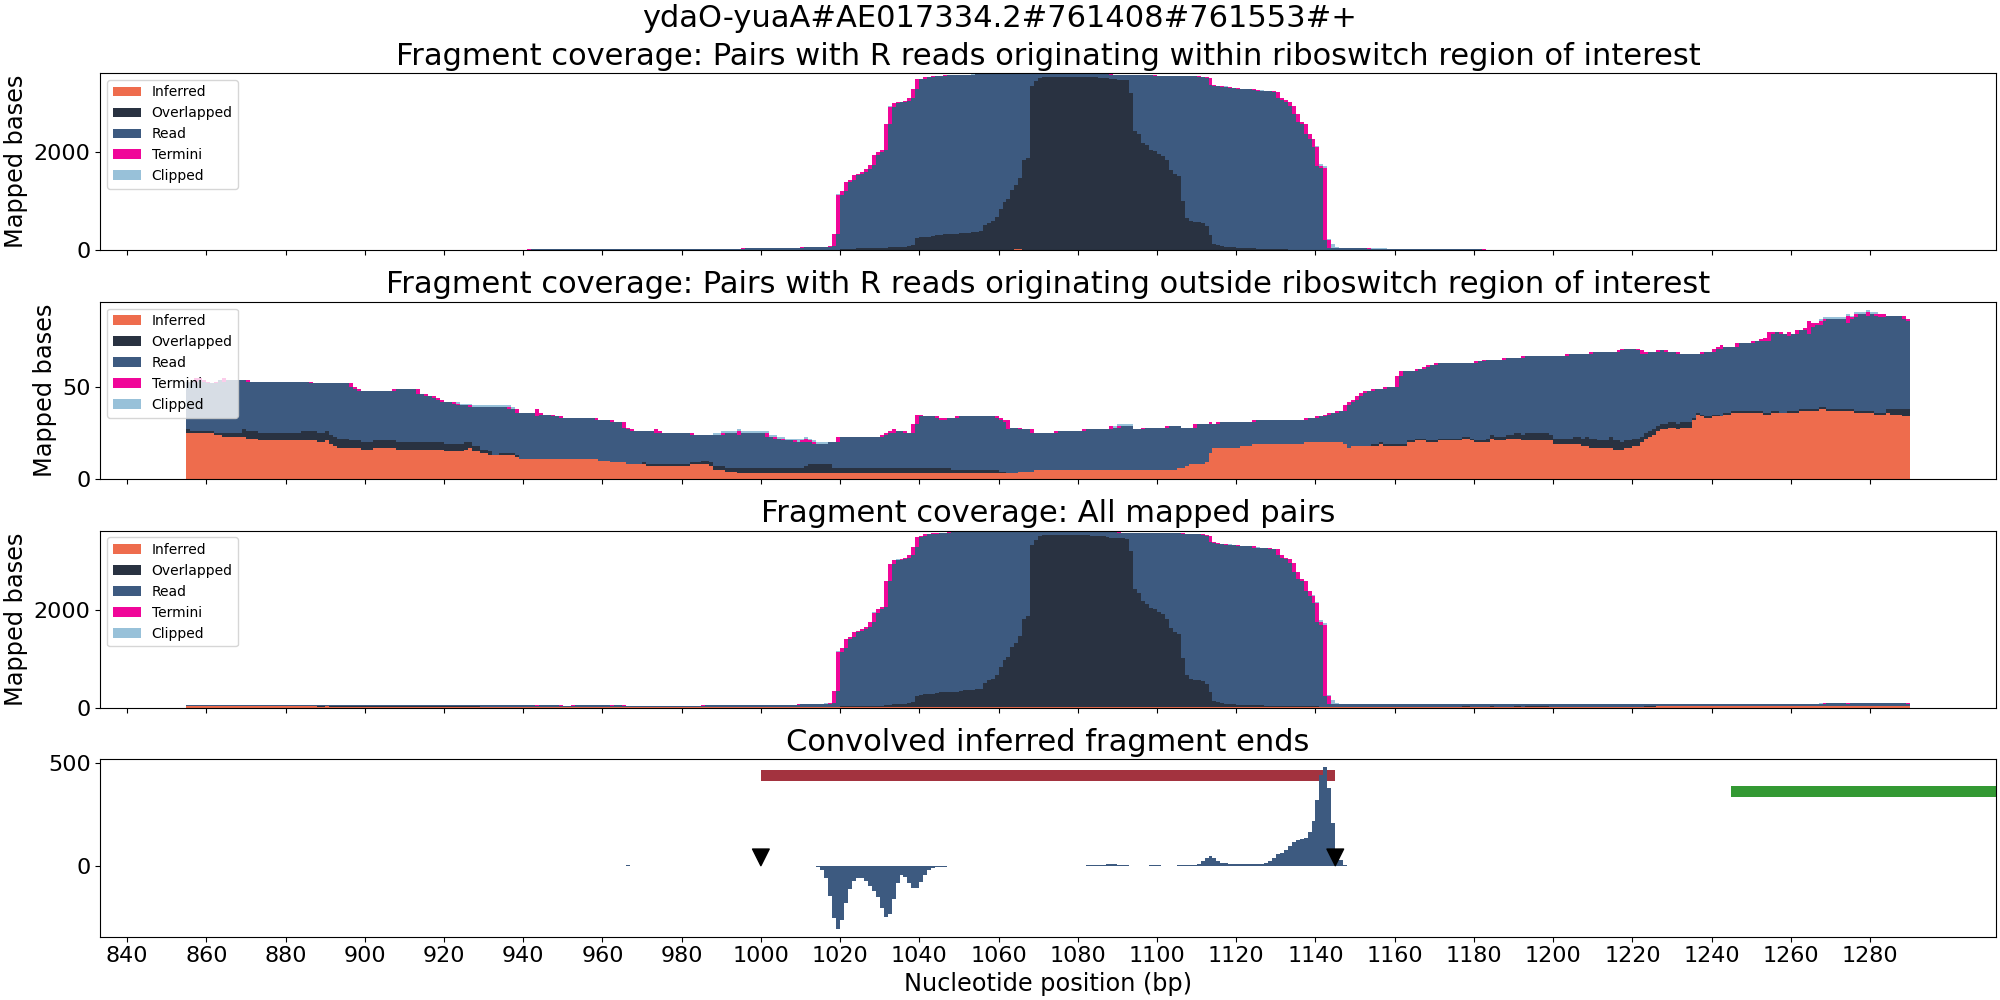 ydaO-yuaA#AE017334.2#761408#761553#+
Fragment coverage: Pairs with R reads originating within riboswitch region of interest
Mapped bases
2000
0
Inferred
Overlapped
Read
Termini
Clipped
Fragment coverage: Pairs with R reads originating outside riboswitch region of interest
Mapped bases
50
0
Inferred
Overlapped
Read
Termini
Clipped
Fragment coverage: All mapped pairs
Mapped bases
2000
0
Inferred
Overlapped
Read
Termini
Clipped
Convolved inferred fragment ends
500
0
840 860 880 900 920 940 960 980 1000 1020 1040 1060 1080 1100 1120 1140 1160 1180 1200 1220 1240 1260 1280
Nucleotide position (bp)